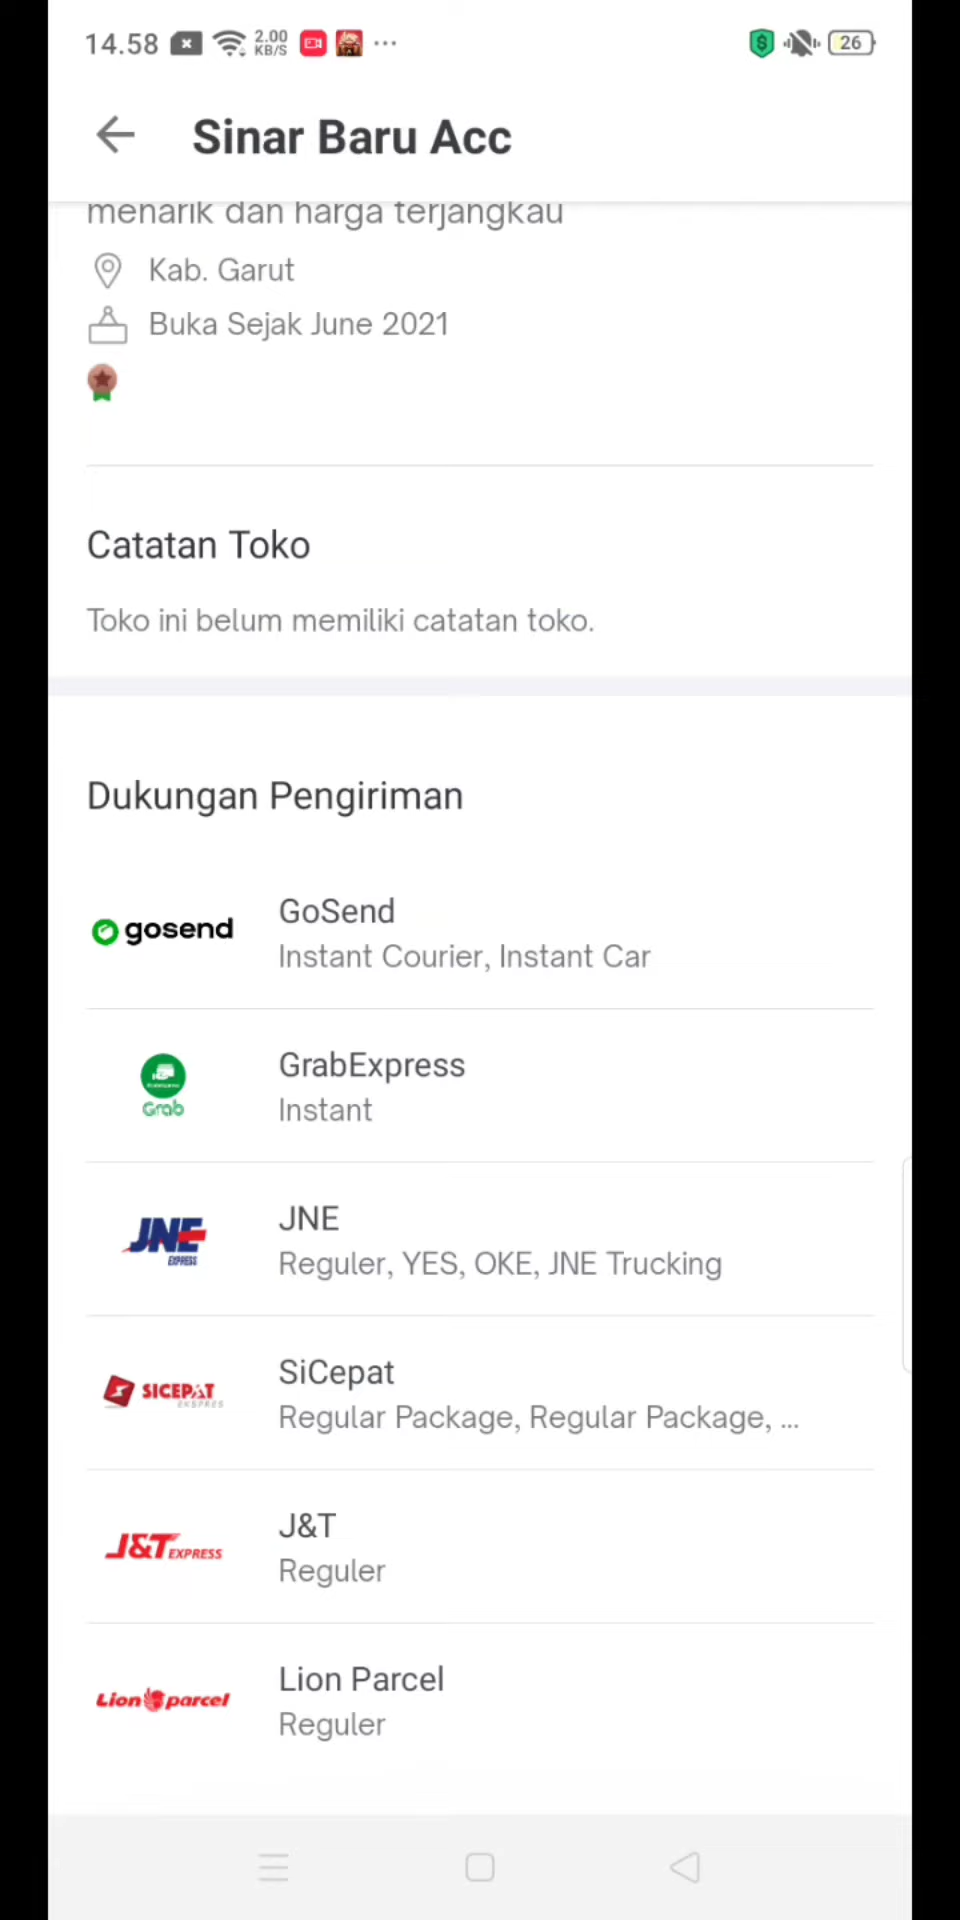 14.58
2.00
KB/S
26
Sinar Baru Acc
menarik dan harga terjangkau
Kab. Garut
Buka Sejak June 2021
Catatan Toko
Toko ini belum memiliki catatan toko.
Dukungan Pengiriman
gosend
GoSend
Instant Courier, Instant Car
Grab
GrabExpress
Instant
JNE
EXPRESS
JNE
Reguler, YES, OKE, JNE Trucking
SICEPAT
EKSPRES
SiCepat
Regular Package, Regular Package, ...
J&T EXPRESS
J&T
Reguler
Lion parcel
Lion Parcel
Reguler